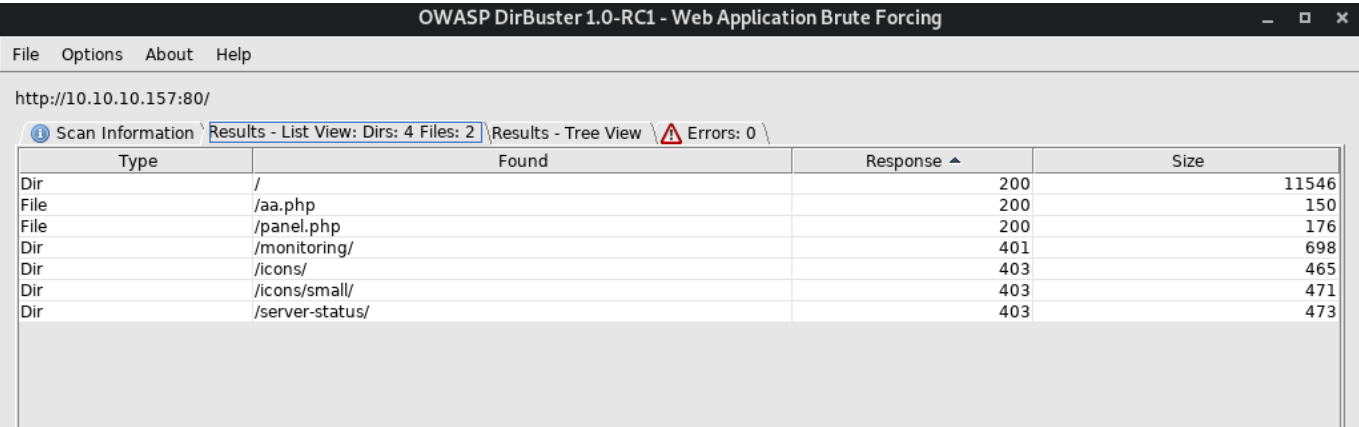 OWASP DirBuster 1.0-RC1 - Web Application Brute Forcing
File Options About Help
http://10.10.10.157:80/
Scan Information Results - List View: Dirs: 4 Files: 2 Results - Tree View Errors: 0
Type Found Response Size
Dir / 200 11546
File /aa.php 200 150
File /panel.php 200 176
Dir /monitoring/ 401 698
Dir /icons/ 403 465
Dir /icons/small/ 403 471
Dir /server-status/ 403 473